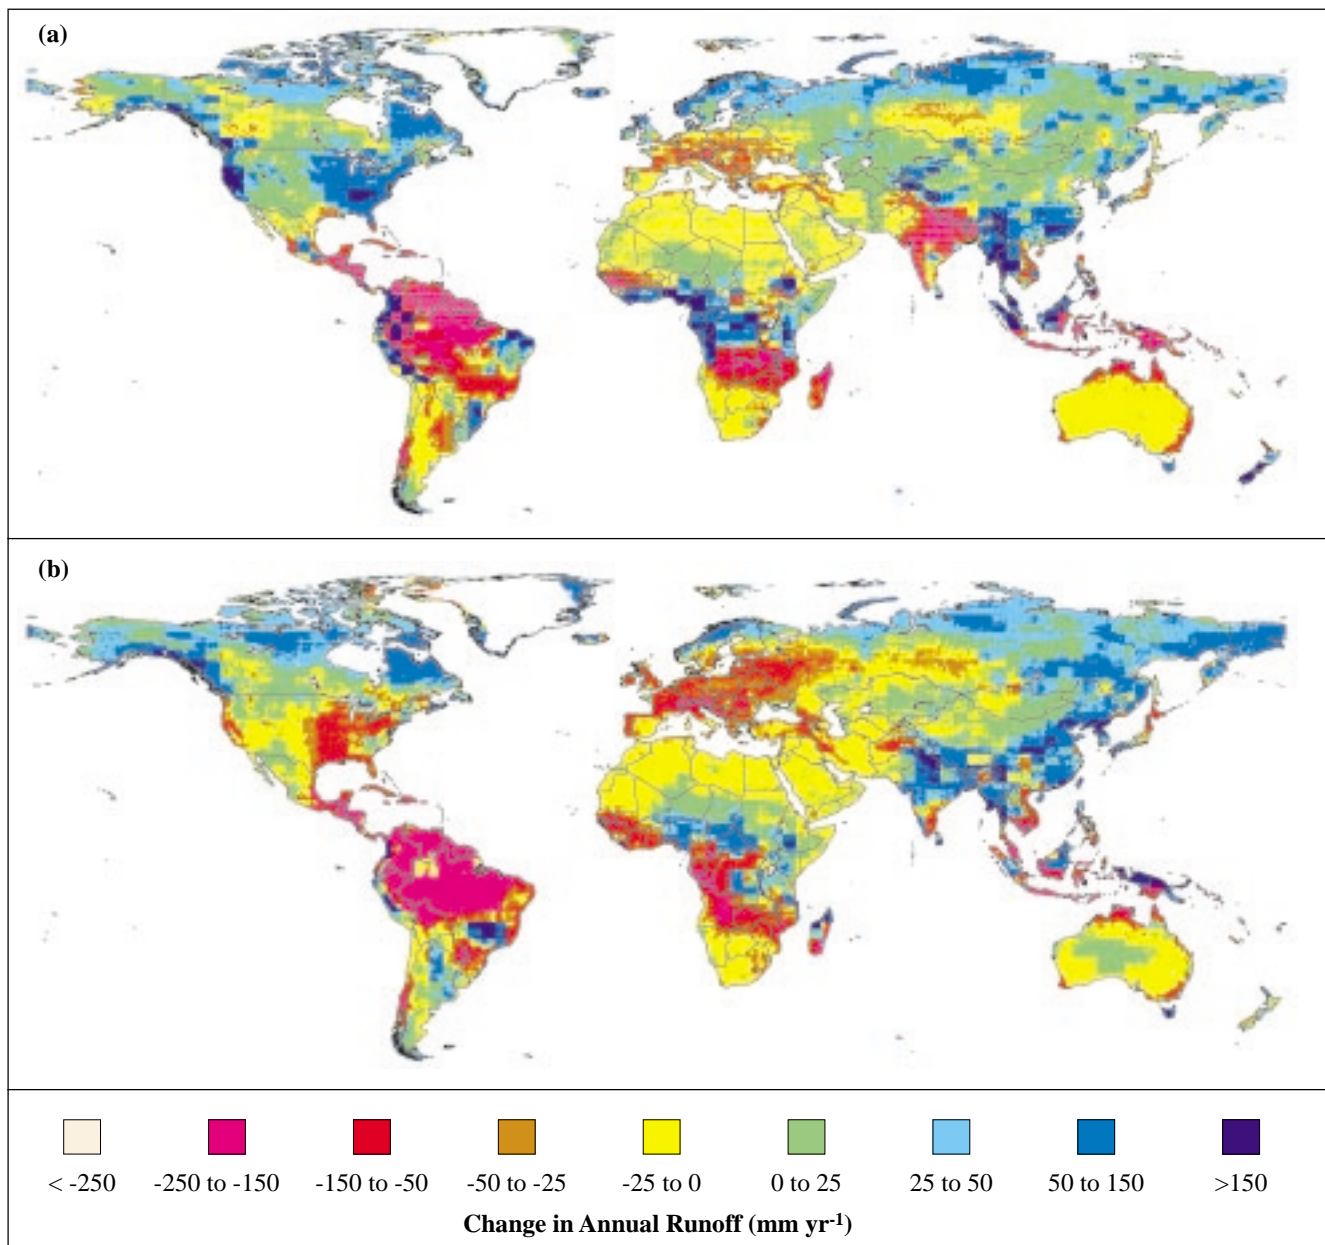 (a)
(b)
< -250 -250 to -150 -150 to -50 -50 to -25 -25 to 0 0 to 25 25 to 50 50 to 150 >150
Change in Annual Runoff (mm yr⁻¹)